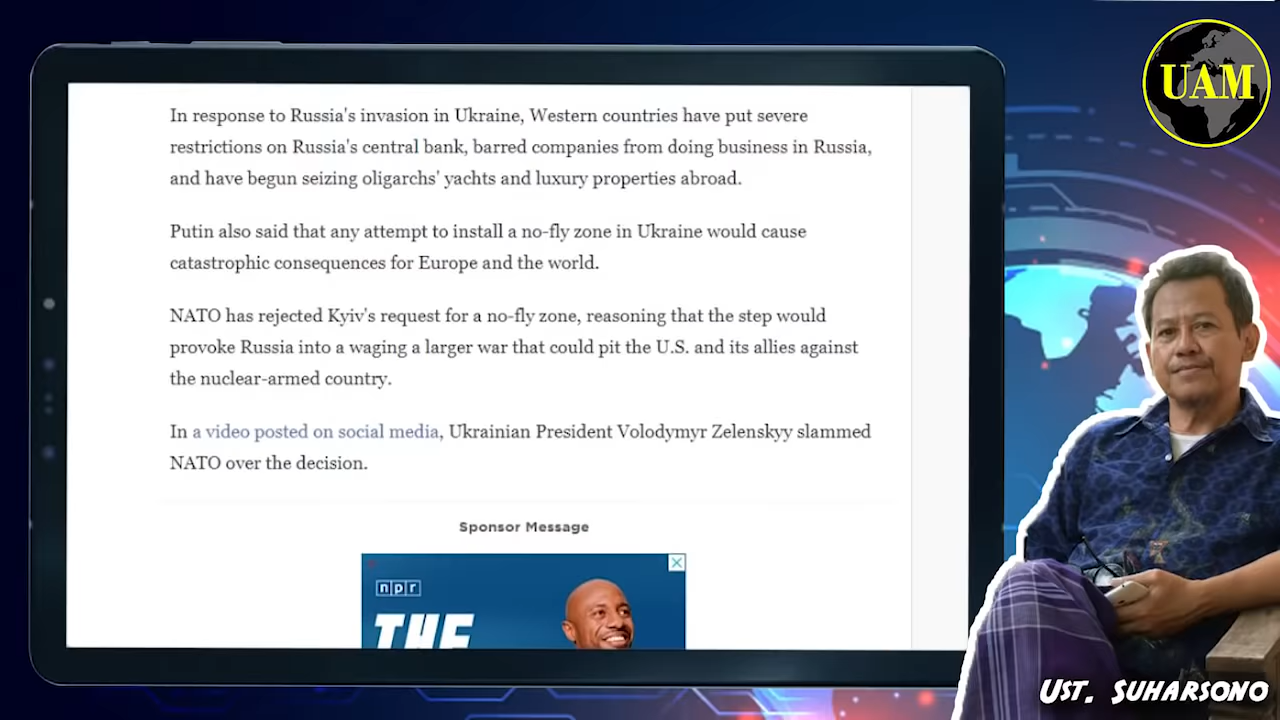 UAM
In response to Russia's invasion in Ukraine, Western countries have put severe
restrictions on Russia's central bank, barred companies from doing business in Russia,
and have begun seizing oligarchs' yachts and luxury properties abroad.
Putin also said that any attempt to install a no-fly zone in Ukraine would cause
catastrophic consequences for Europe and the world.
NATO has rejected Kyiv's request for a no-fly zone, reasoning that the step would
provoke Russia into a waging a larger war that could pit the U.S. and its allies against
the nuclear-armed country.
In a video posted on social media, Ukrainian President Volodymyr Zelenskyy slammed
NATO over the decision.
Sponsor Message
npr
THE
UST. SUHARSONO